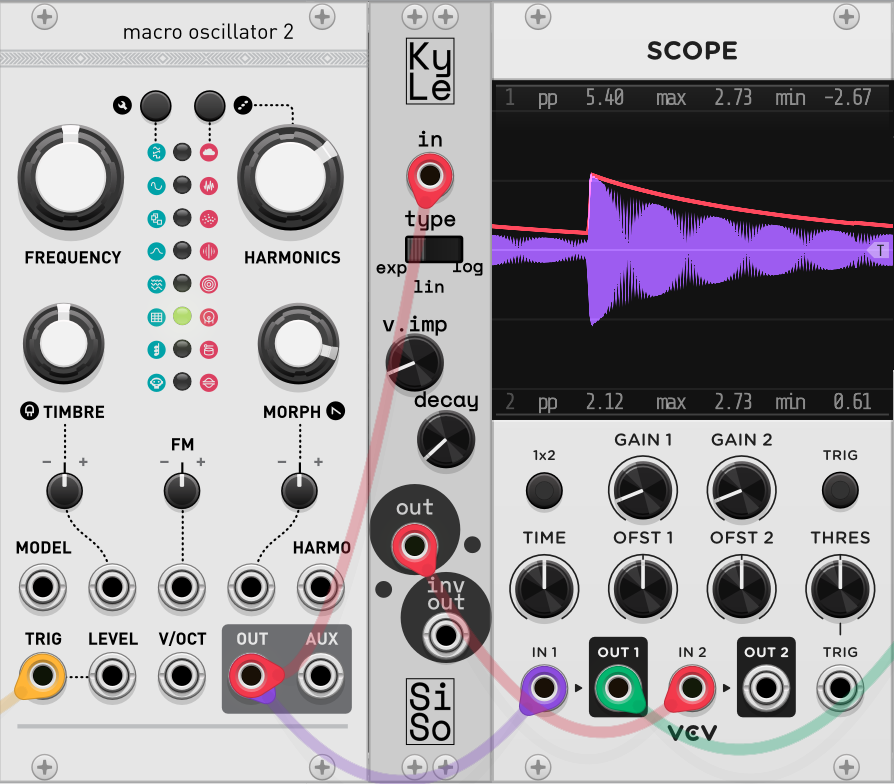 macro oscillator 2
FREQUENCY
HARMONICS
TIMBRE
MORPH
FM
- +
- +
- +
MODEL
HARMO
TRIG
LEVEL
V/OCT
OUT
AUX
Ky
Le
in
type
exp
log
lin
v.imp
decay
out
inv
out
Si
So
SCOPE
1 pp 5.40 max 2.73 min -2.67
T
2 pp 2.12 max 2.73 min 0.61
1x2
GAIN 1
GAIN 2
TRIG
TIME
OFST 1
OFST 2
THRES
IN 1
OUT 1
IN 2
OUT 2
TRIG
VCV